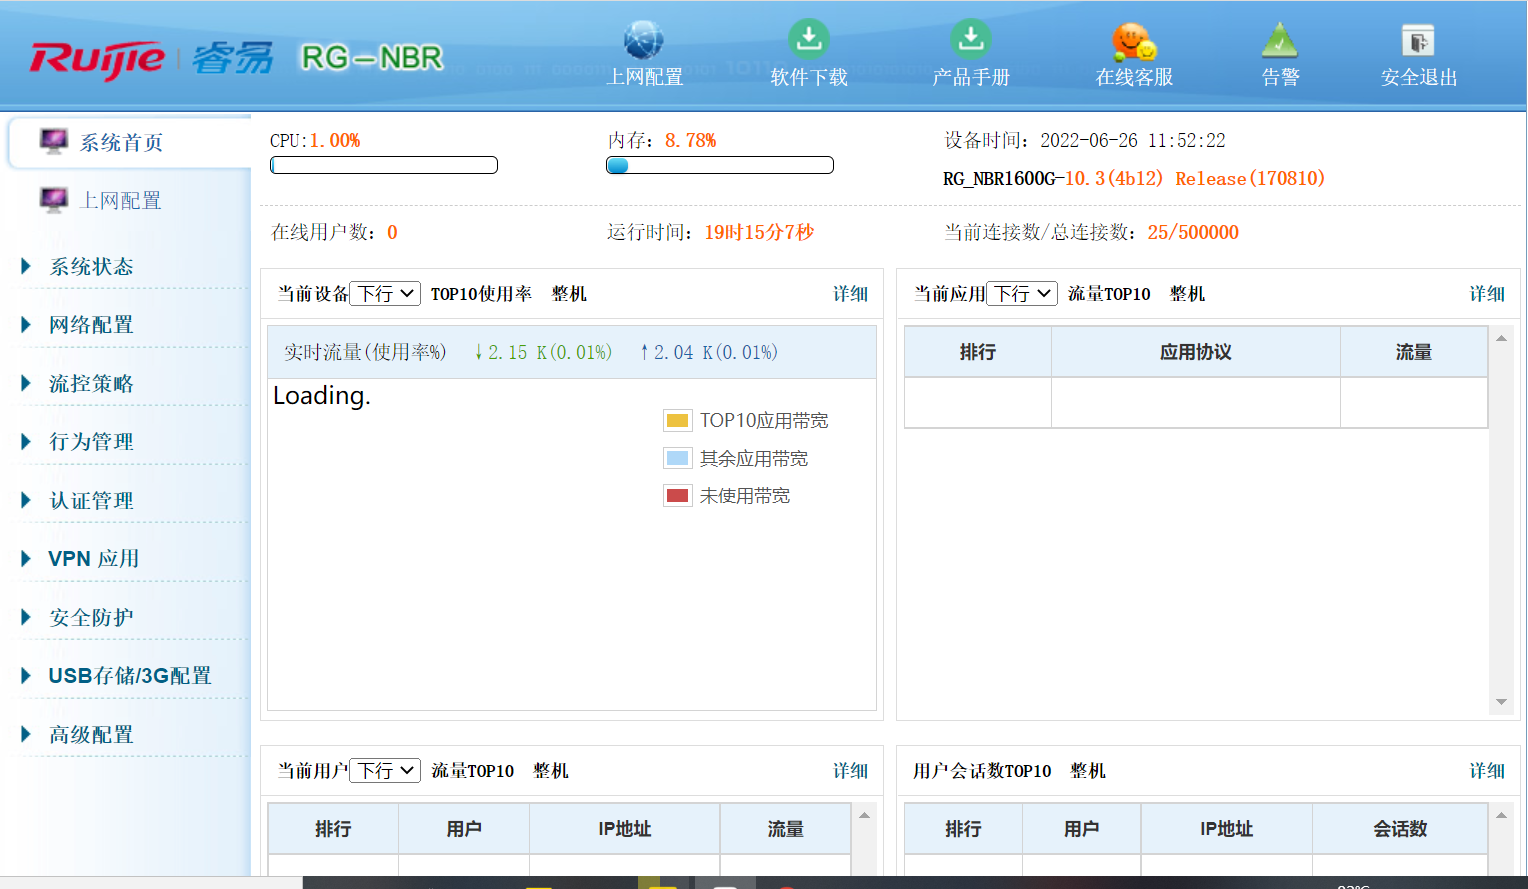 Ruijie 睿易 RG-NBR
上网配置 软件下载 产品手册 在线客服 告警 安全退出
系统首页
上网配置
系统状态
网络配置
流控策略
行为管理
认证管理
VPN 应用
安全防护
USB存储/3G配置
高级配置
CPU:1.00% 内存: 8.78% 设备时间: 2022-06-26 11:52:22
RG_NBR1600G-10.3(4b12) Release(170810)
在线用户数: 0 运行时间: 19时15分7秒 当前连接数/总连接数: 25/500000
当前设备 下行 TOP10使用率 整机 详细
实时流量(使用率%) ↓2.15 K(0.01%) ↑2.04 K(0.01%)
Loading.
TOP10应用带宽
其余应用带宽
未使用带宽
当前应用 下行 流量TOP10 整机 详细
排行 应用协议 流量
当前用户 下行 流量TOP10 整机 详细
排行 用户 IP地址 流量
用户会话数TOP10 整机 详细
排行 用户 IP地址 会话数